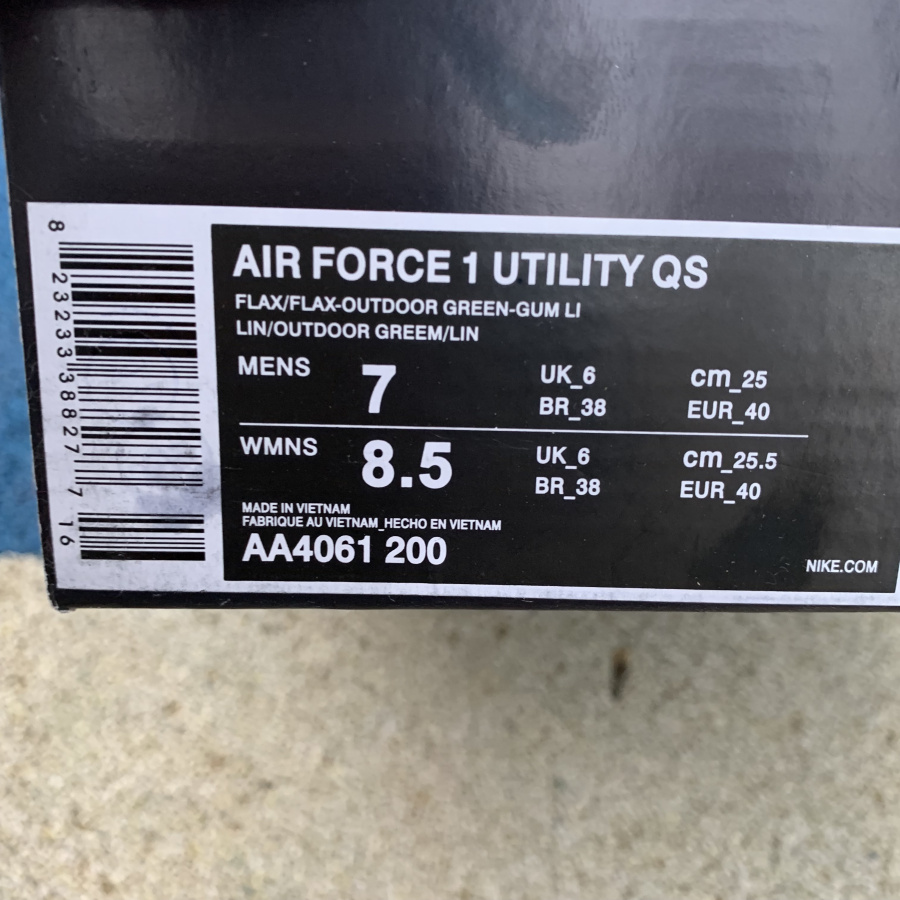 8 23233 38827 7 16
AIR FORCE 1 UTILITY QS
FLAX/FLAX-OUTDOOR GREEN-GUM LI
LIN/OUTDOOR GREEM/LIN
MENS 7 UK_6 cm_25
BR_38 EUR_40
WMNS 8.5 UK_6 cm_25.5
BR_38 EUR_40
MADE IN VIETNAM
FABRIQUE AU VIETNAM_HECHO EN VIETNAM
AA4061 200
NIKE.COM